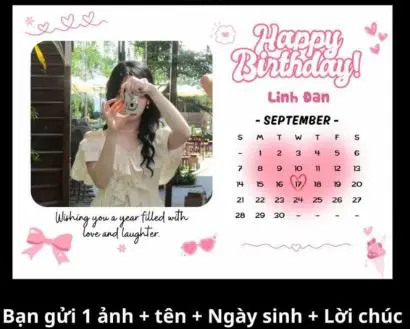 Happy
Birthday!
Linh Đan
- SEPTEMBER -
S M T W T F S
- 1 2 3 4 5 6
7 8 9 10 11 12 13
14 15 16 17 18 19 20
21 22 23 24 25 26 27
28 29 30 - - - -
Wishing you a year filled with
love and laughter.
Bạn gửi 1 ảnh + tên + Ngày sinh + Lời chúc